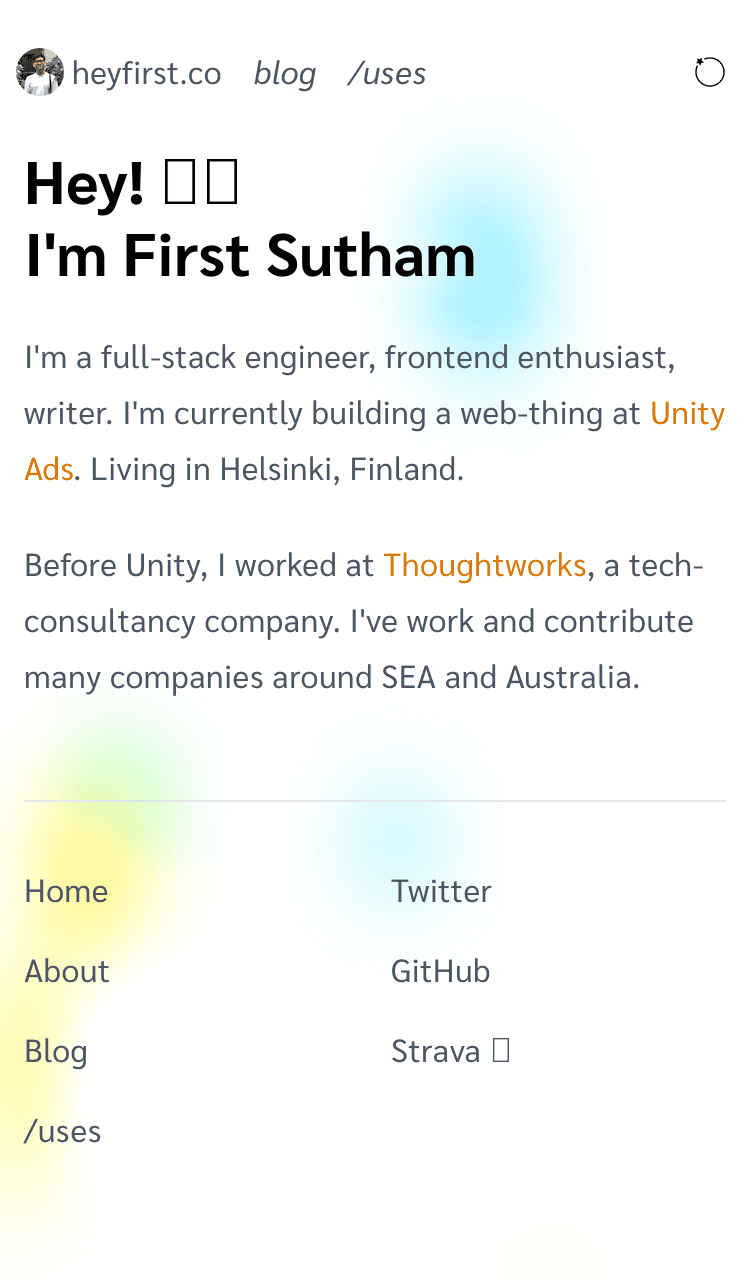 heyfirst.co blog /uses
Hey!
I'm First Sutham
I'm a full-stack engineer, frontend enthusiast,
writer. I'm currently building a web-thing at Unity
Ads. Living in Helsinki, Finland.
Before Unity, I worked at Thoughtworks, a tech-
consultancy company. I've work and contribute
many companies around SEA and Australia.
Home
Twitter
About
GitHub
Blog
Strava
/uses